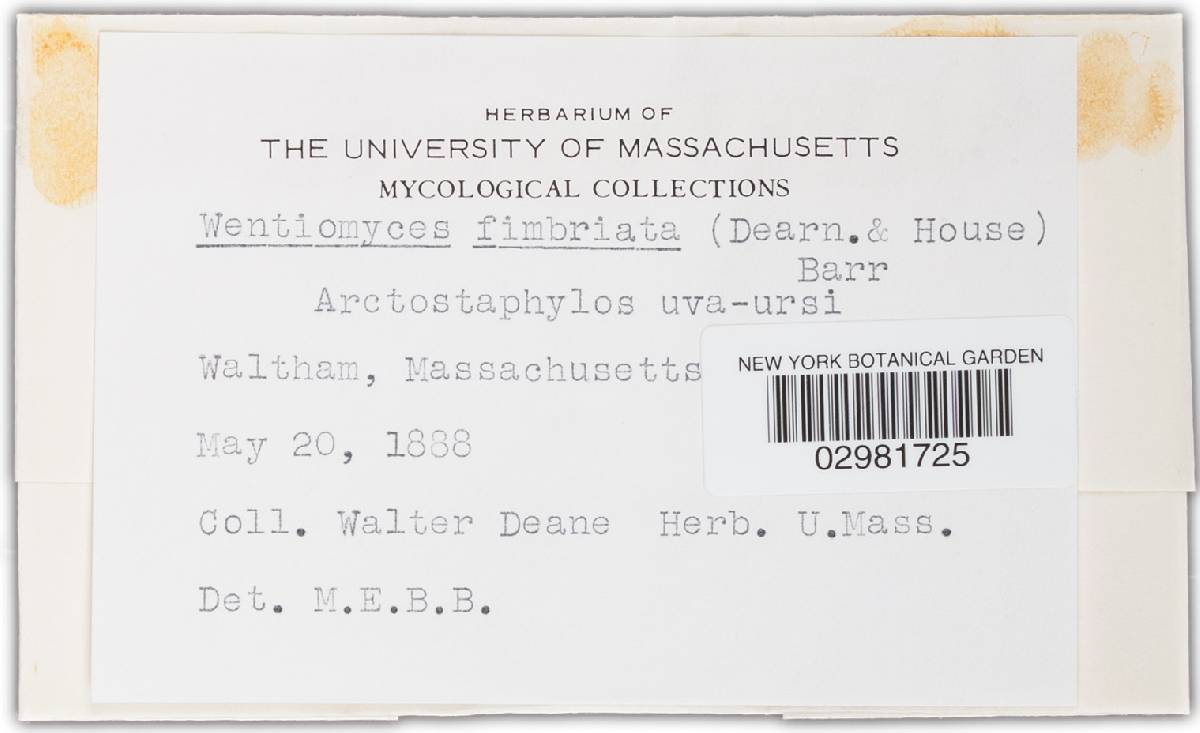 HERBARIUM OF
THE UNIVERSITY OF MASSACHUSETTS
MYCOLOGICAL COLLECTIONS
Wentiomyces fimbriata (Dearn.& House)
Barr
Arctostaphylos uva-ursi
Waltham, Massachusetts
NEW YORK BOTANICAL GARDEN
02981725
May 20, 1888
Coll. Walter Deane Herb. U.Mass.
Det. M.E.B.B.